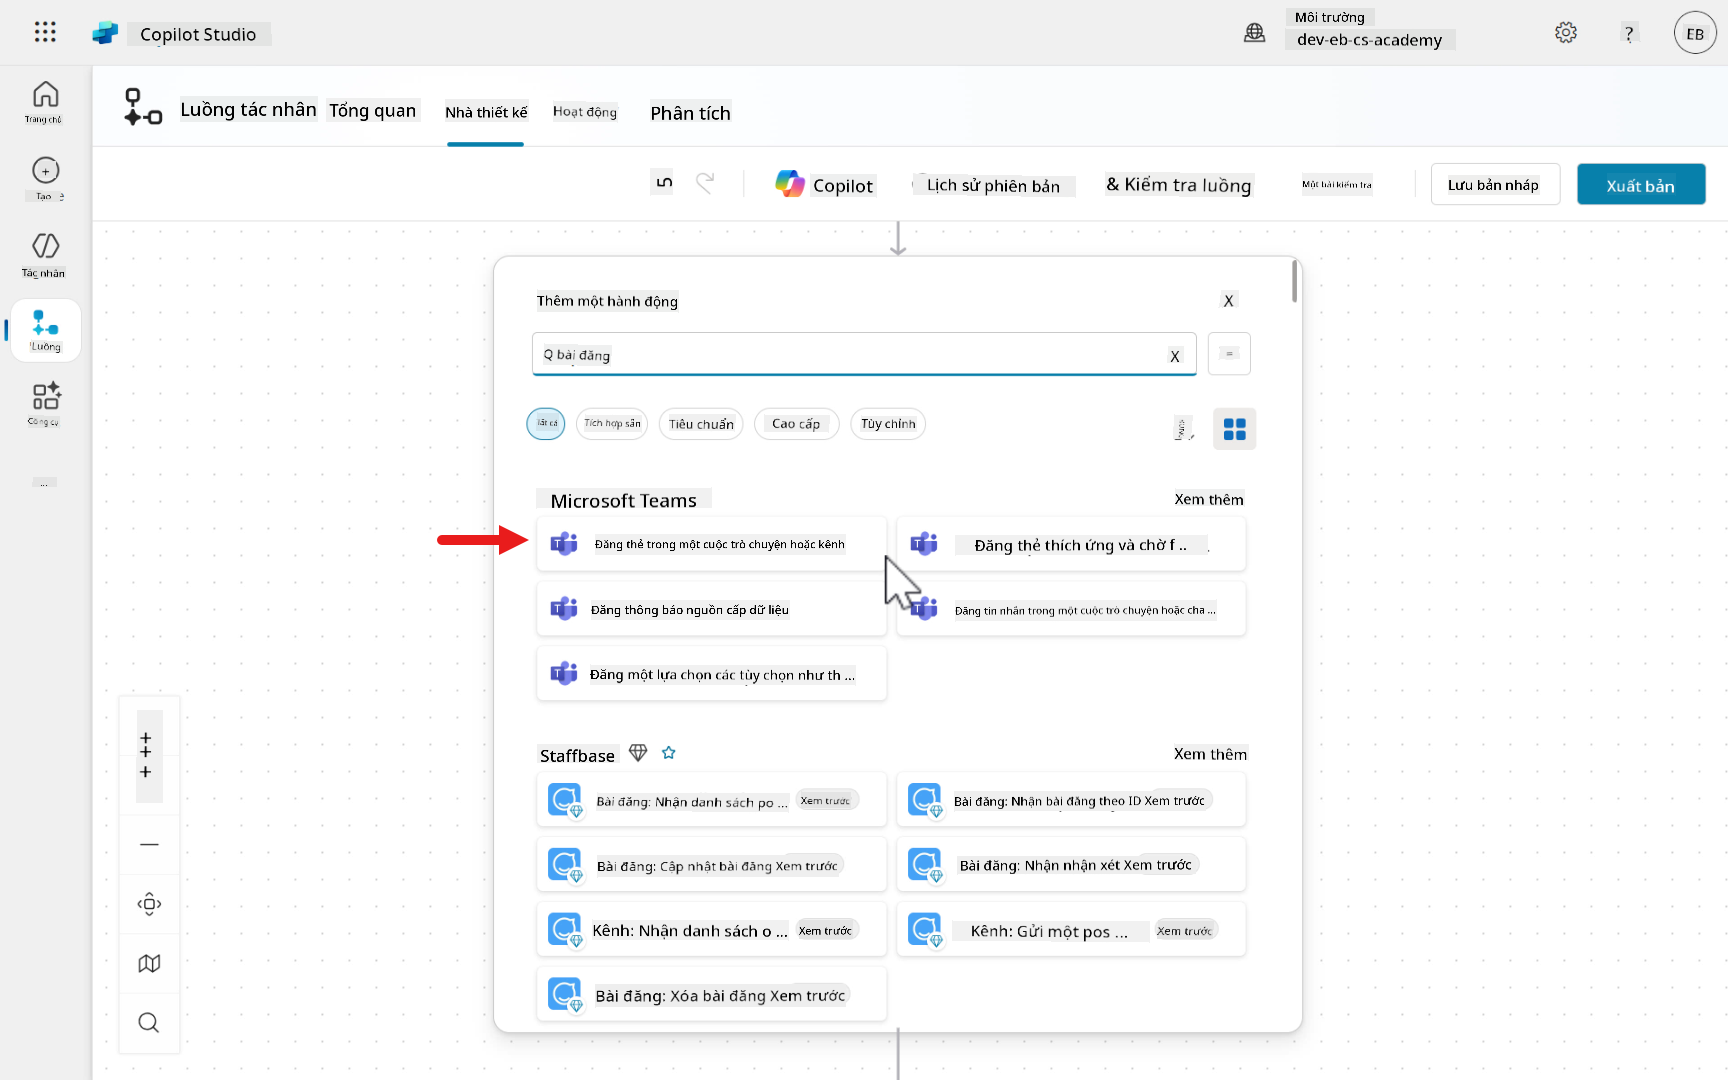 Copilot Studio
Môi trường
dev-eb-cs-academy
?
EB
Trang chủ
Tạo
Tác nhân
Luồng
Công cụ
...
Luồng tác nhân
Tổng quan
Nhà thiết kế
Hoạt động
Phân tích
Copilot
Lịch sử phiên bản
& Kiểm tra luồng
Một bài kiểm tra
Lưu bản nháp
Xuất bản
Thêm một hành động
X
Q bài đăng
X
Tất cả
Tích hợp sẵn
Tiêu chuẩn
Cao cấp
Tùy chỉnh
Microsoft Teams
Xem thêm
Đăng thẻ trong một cuộc trò chuyện hoặc kênh
Đăng thẻ thích ứng và chờ f ..
Đăng thông báo nguồn cấp dữ liệu
Đăng tin nhắn trong một cuộc trò chuyện hoặc cha ...
Đăng một lựa chọn các tùy chọn như th ...
Staffbase
Xem thêm
Bài đăng: Nhận danh sách po ... Xem trước
Bài đăng: Nhận bài đăng theo ID Xem trước
Bài đăng: Cập nhật bài đăng Xem trước
Bài đăng: Nhận nhận xét Xem trước
Kênh: Nhận danh sách o ... Xem trước
Kênh: Gửi một pos ... Xem trước
Bài đăng: Xóa bài đăng Xem trước